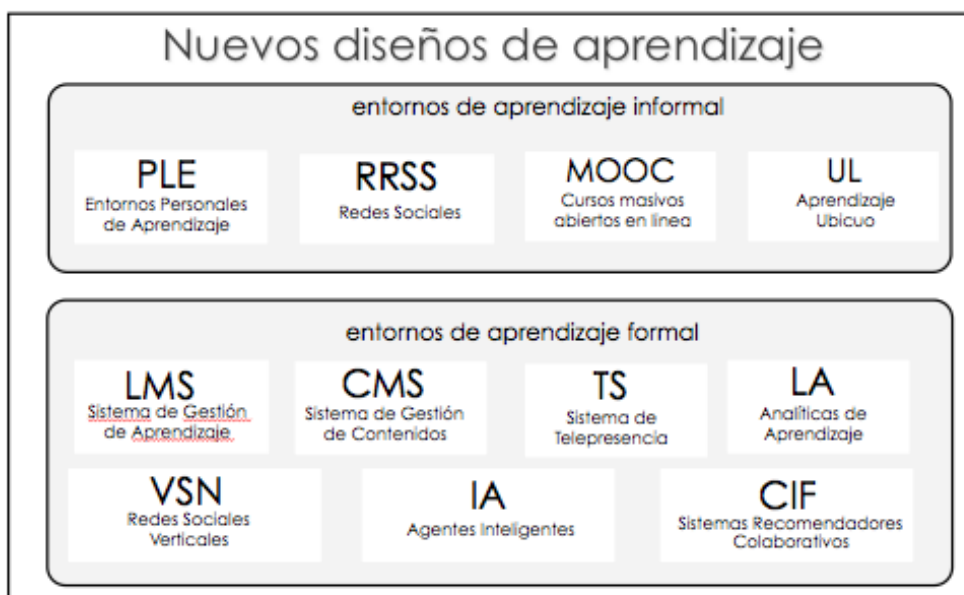 Nuevos diseños de aprendizaje
entornos de aprendizaje informal
PLE
Entornos Personales
de Aprendizaje
RRSS
Redes Sociales
MOOC
Cursos masivos
abiertos en línea
UL
Aprendizaje
Ubicuo
entornos de aprendizaje formal
LMS
Sistema de Gestión
de Aprendizaje
CMS
Sistema de Gestión
de Contenidos
TS
Sistema de
Telepresencia
LA
Analíticas de
Aprendizaje
VSN
Redes Sociales
Verticales
IA
Agentes Inteligentes
CIF
Sistemas Recomendadores
Colaborativos